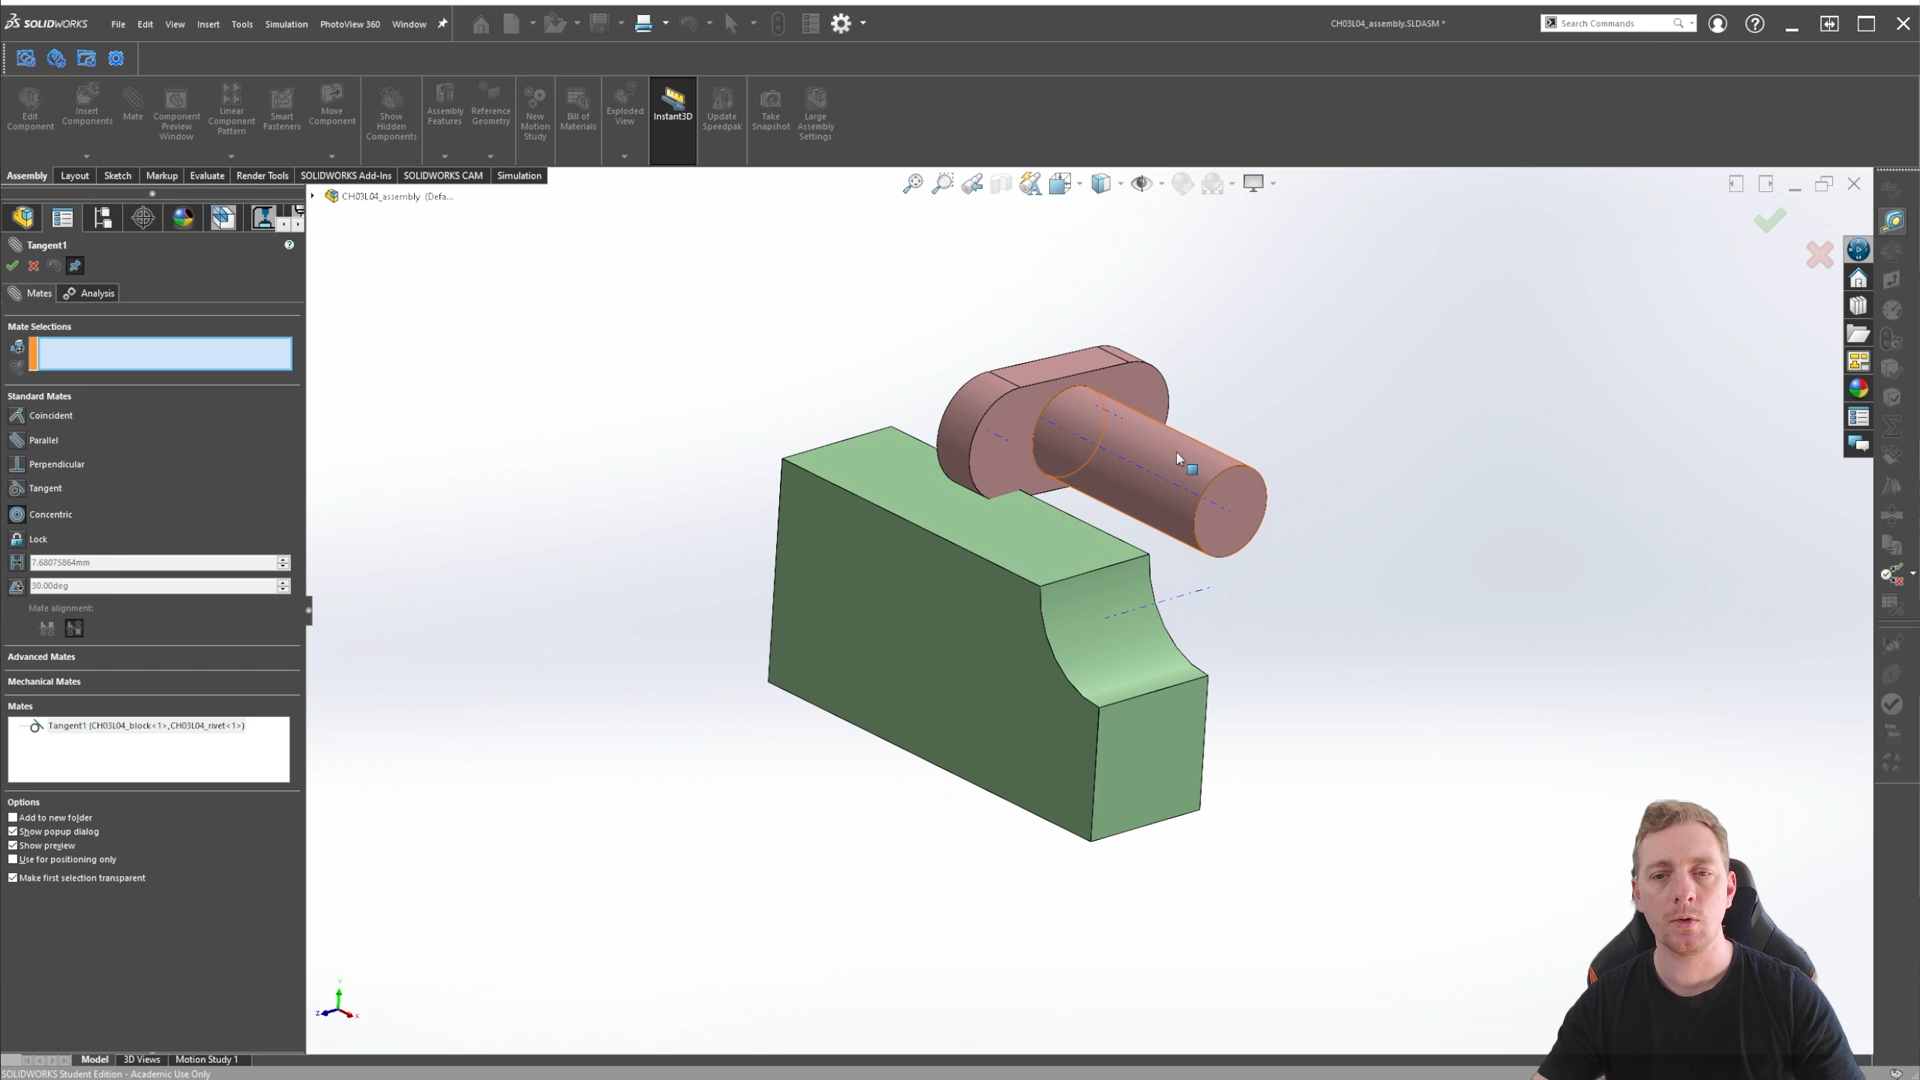 SOLIDWORKS File Edit View Insert Tools Simulation PhotoView 360 Window CH03L04_assembly.SLDASM * Search Commands
Edit Component
Insert Components
Mate
Component Preview Window
Linear Component Pattern
Smart Fasteners
Move Component
Show Hidden Components
Assembly Features
Reference Geometry
New Motion Study
Bill of Materials
Exploded View
Instant3D
Update Speedpak
Take Snapshot
Large Assembly Settings
Assembly Layout Sketch Markup Evaluate Render Tools SOLIDWORKS Add-Ins SOLIDWORKS CAM Simulation
CH03L04_assembly (Defa...
Tangent1
Mates Analysis
Mate Selections
Standard Mates
Coincident
Parallel
Perpendicular
Tangent
Concentric
Lock
7.68075864mm
30.00deg
Mate alignment:
Advanced Mates
Mechanical Mates
Mates
Tangent1 (CH03L04_block<1>,CH03L04_rivet<1>)
Options
Add to new folder
Show popup dialog
Show preview
Use for positioning only
Make first selection transparent
Y
Z
X
Model 3D Views Motion Study 1
SOLIDWORKS Student Edition - Academic Use Only